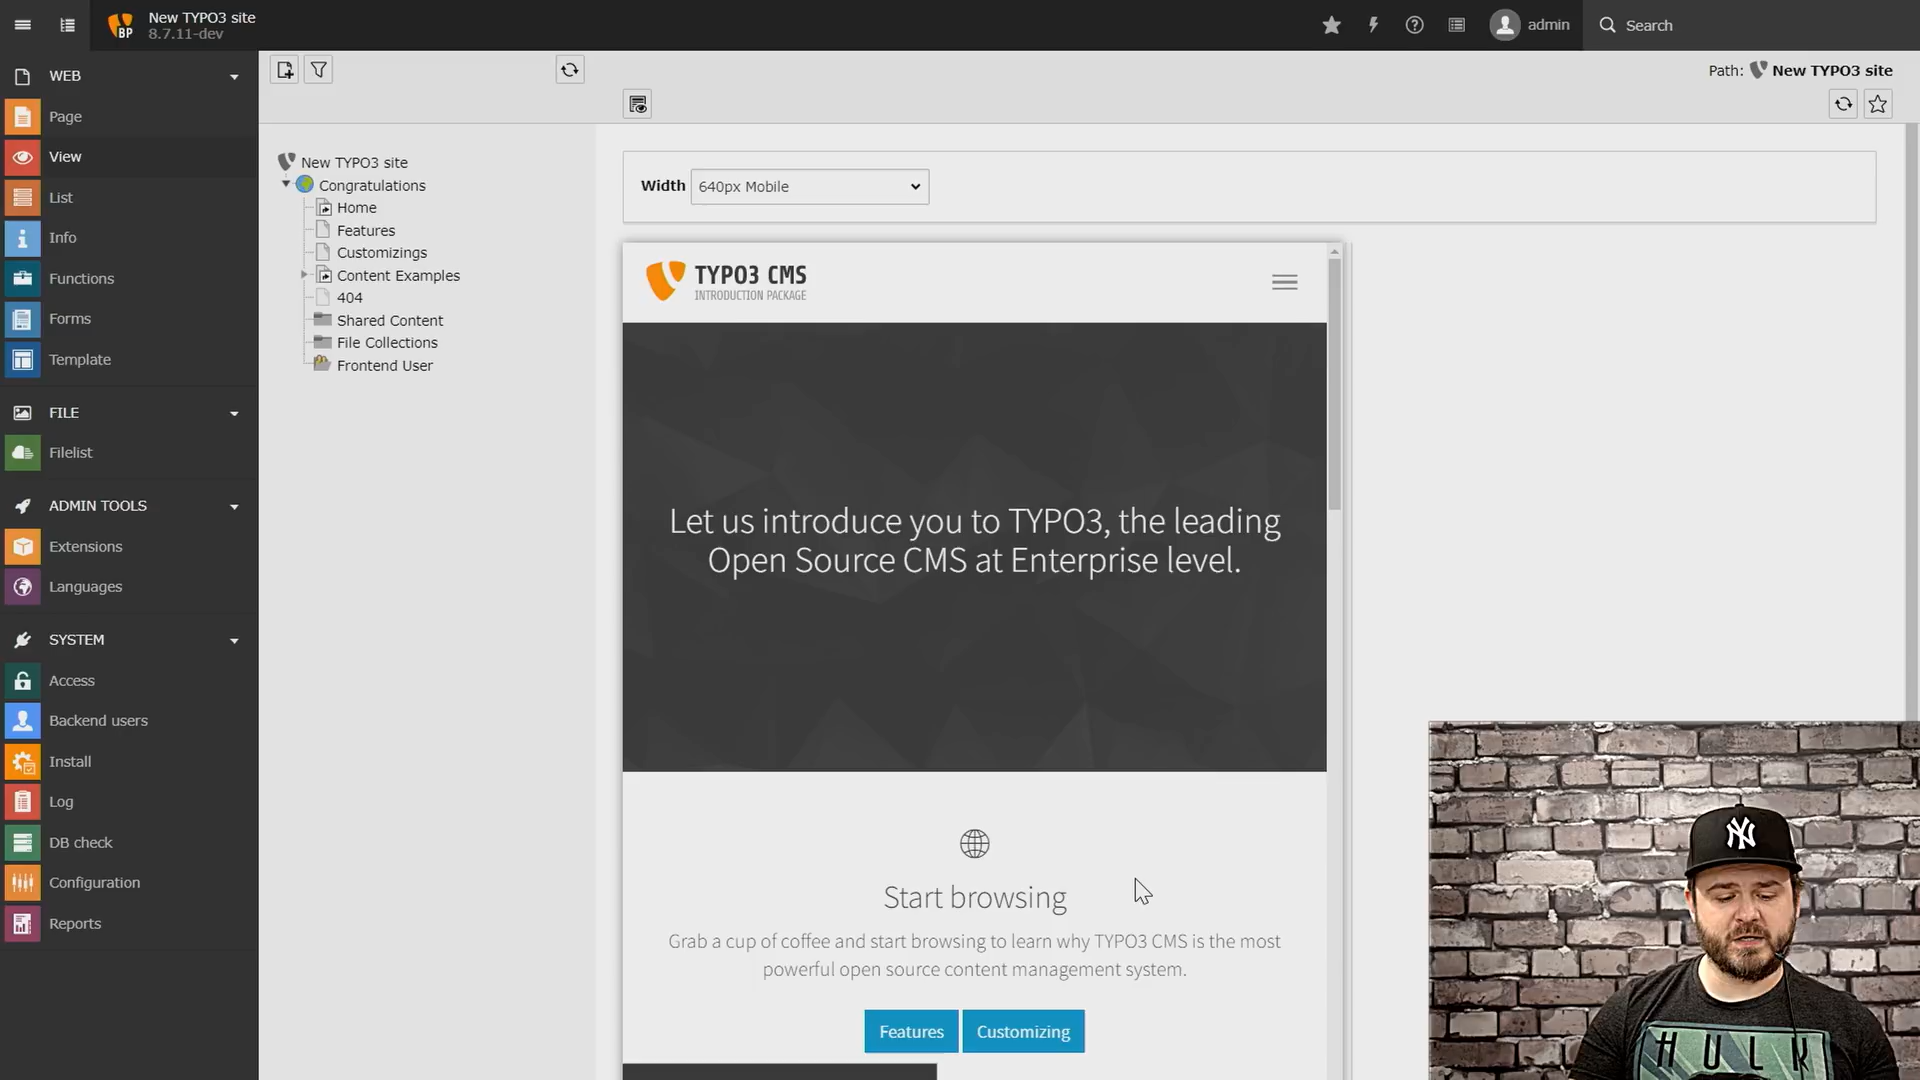 New TYPO3 site
8.7.11-dev
BP
admin
Search
WEB
Page
View
List
Info
Functions
Forms
Template
FILE
Filelist
ADMIN TOOLS
Extensions
Languages
SYSTEM
Access
Backend users
Install
Log
DB check
Configuration
Reports
New TYPO3 site
Congratulations
Home
Features
Customizings
Content Examples
404
Shared Content
File Collections
Frontend User
Path: New TYPO3 site
Width 640px Mobile
TYPO3 CMS
INTRODUCTION PACKAGE
Let us introduce you to TYPO3, the leading
Open Source CMS at Enterprise level.
Start browsing
Grab a cup of coffee and start browsing to learn why TYPO3 CMS is the most
powerful open source content management system.
Features Customizing
NY
HULK